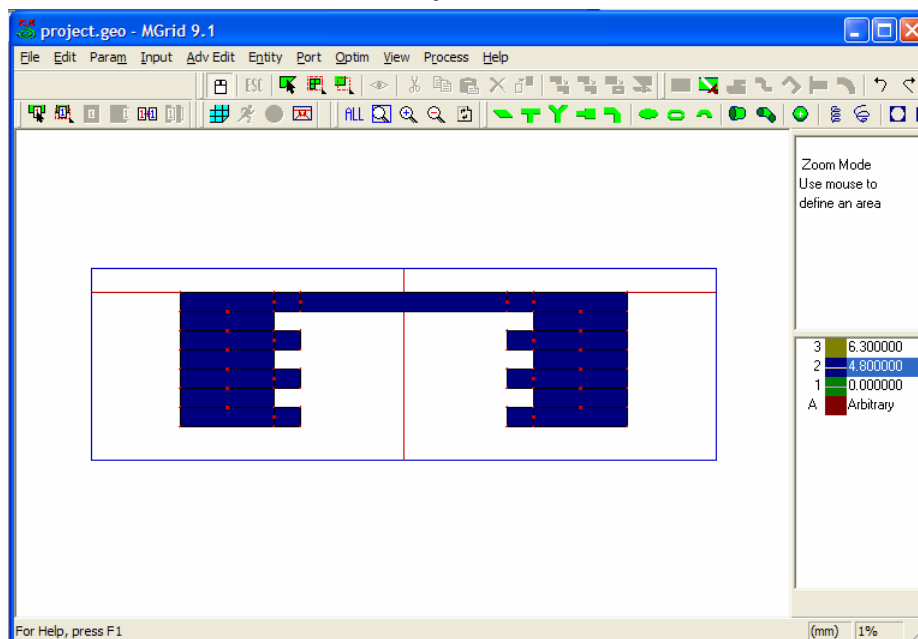 project.geo - MGrid 9.1
File Edit Param Input Adv Edit Entity Port Optim View Process Help
ESC
ALL
Zoom Mode
Use mouse to
define an area
3 6.300000
2 4.800000
1 0.000000
A Arbitrary
For Help, press F1 (mm) 1%